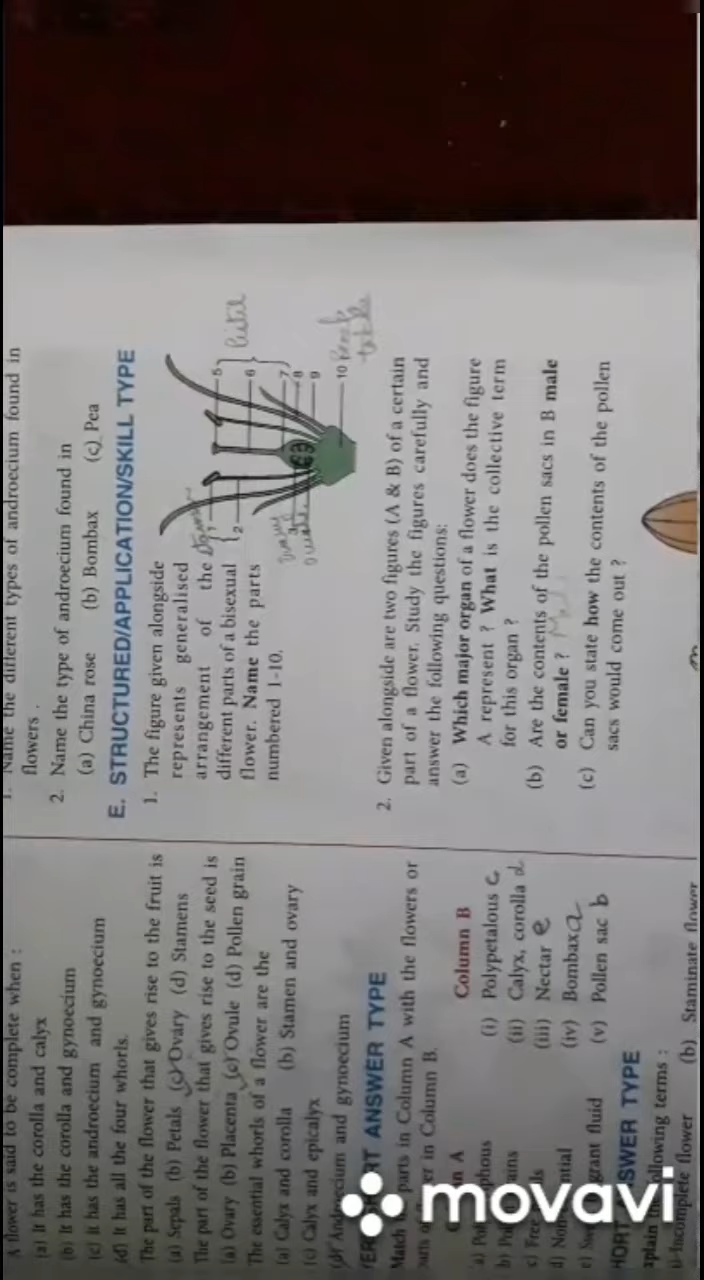 A flower is said to be complete when :
(a) It has the corolla and calyx
(b) It has the corolla and gynoecium
(c) It has the androecium and gynoecium
(d) It has all the four whorls.
The part of the flower that gives rise to the fruit is
(a) Sepals (b) Petals (c) Ovary (d) Stamens
The part of the flower that gives rise to the seed is
(a) Ovary (b) Placenta (c) Ovule (d) Pollen grain
The essential whorls of a flower are the
(a) Calyx and corolla (b) Stamen and ovary
(c) Calyx and epicalyx
(d) Androecium and gynoecium
ANSWER TYPE
Match parts in Column A with the flowers or
in Column B.
Column B
(i) Polypetalous c
(ii) Calyx, corolla d
(iii) Nectar e
(iv) Bombax a
(v) Pollen sac b
following terms :
Incomplete flower (b) Staminate flower
1. Name the different types of androecium found in
flowers .
2. Name the type of androecium found in
(a) China rose (b) Bombax (c) Pea
E. STRUCTURED/APPLICATION/SKILL TYPE
1. The figure given alongside
represents generalised
arrangement of the
different parts of a bisexual
flower. Name the parts
numbered 1-10.
1
2
5
6
7
8
9
10
2. Given alongside are two figures (A & B) of a certain
part of a flower. Study the figures carefully and
answer the following questions:
(a) Which major organ of a flower does the figure
A represent ? What is the collective term
for this organ ?
(b) Are the contents of the pollen sacs in B male
or female ?
(c) Can you state how the contents of the pollen
sacs would come out ?
movavi